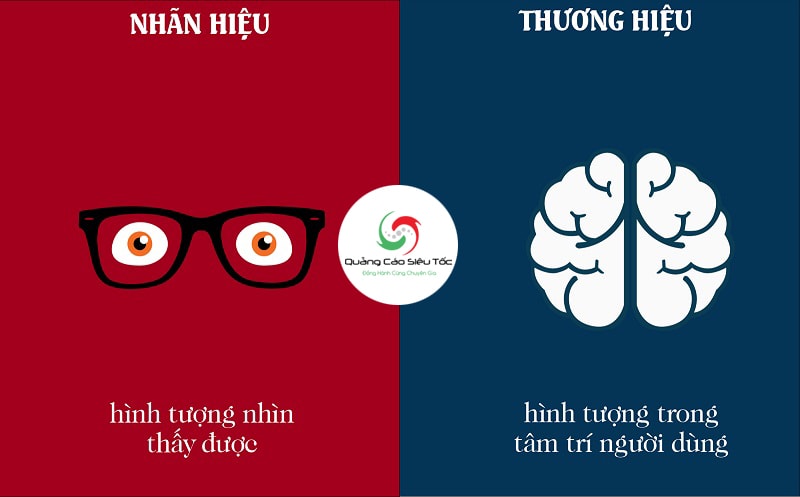 NHÃN HIỆU
THƯƠNG HIỆU
Quảng Cáo Siêu Tốc
Đồng Hành Cùng Chuyên Gia
hình tượng nhìn
thấy được
hình tượng trong
tâm trí người dùng